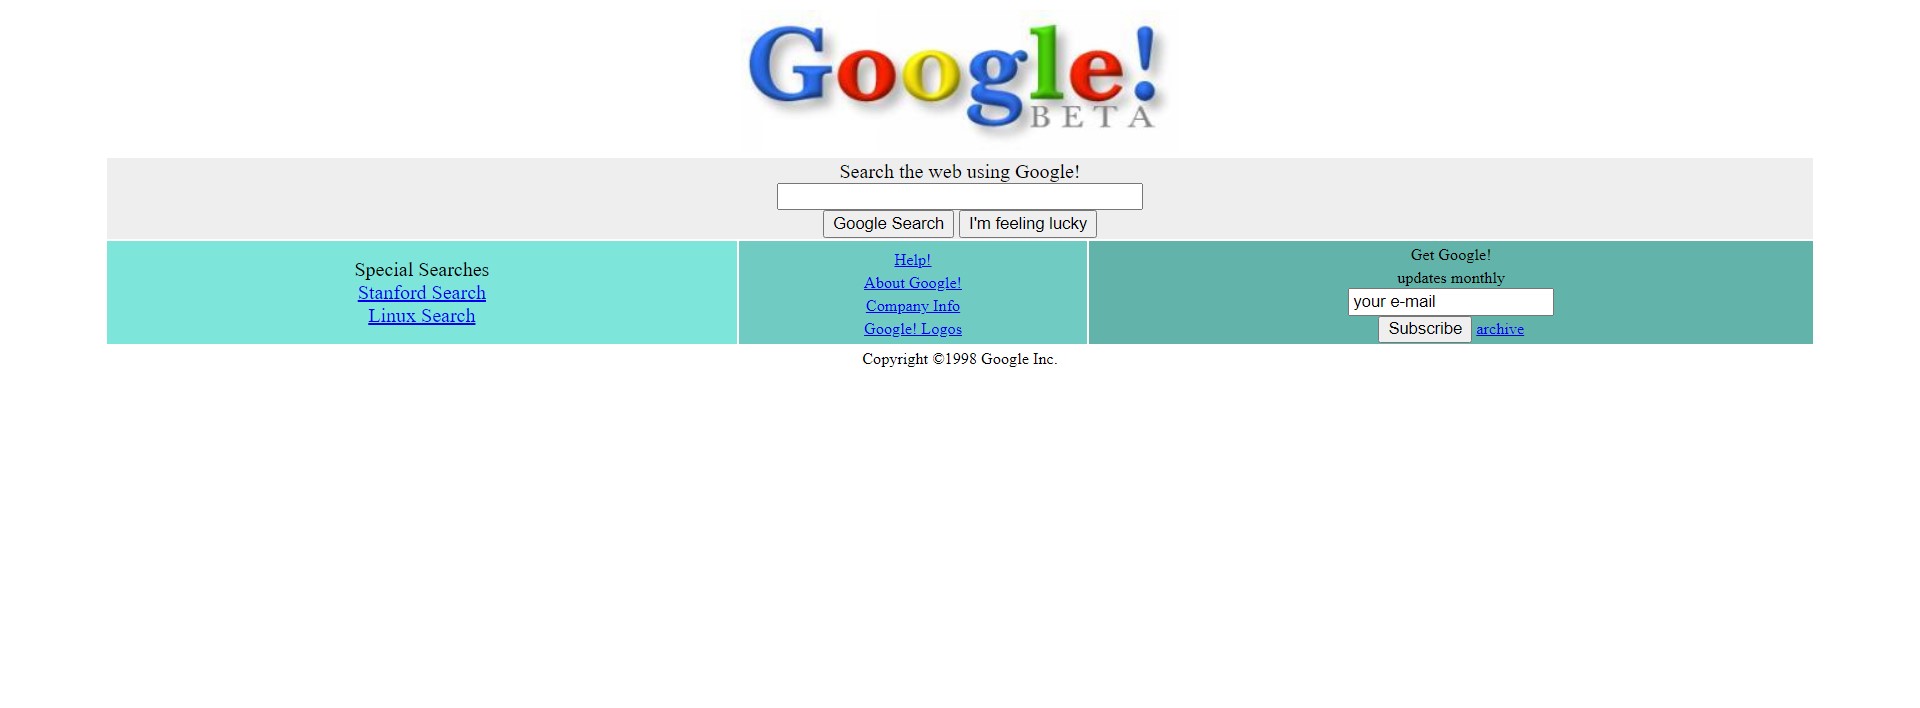 Google!
BETA
Search the web using Google!
Google Search I'm feeling lucky
Special Searches
Stanford Search
Linux Search
Help!
About Google!
Company Info
Google! Logos
Get Google!
updates monthly
your e-mail
Subscribe archive
Copyright ©1998 Google Inc.